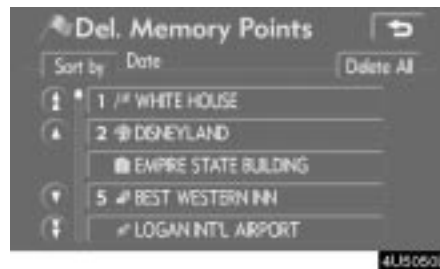 Del. Memory Points
Sort by Date Delete All
1 WHITE HOUSE
2 DISNEYLAND
EMPIRE STATE BUILDING
5 BEST WESTERN INN
LOGAN INT'L AIRPORT